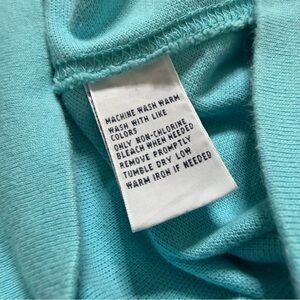 MACHINE WASH WARM
WASH WITH LIKE
COLORS
ONLY NON-CHLORINE
BLEACH WHEN NEEDED
REMOVE PROMPTLY
TUMBLE DRY LOW
WARM IRON IF NEEDED